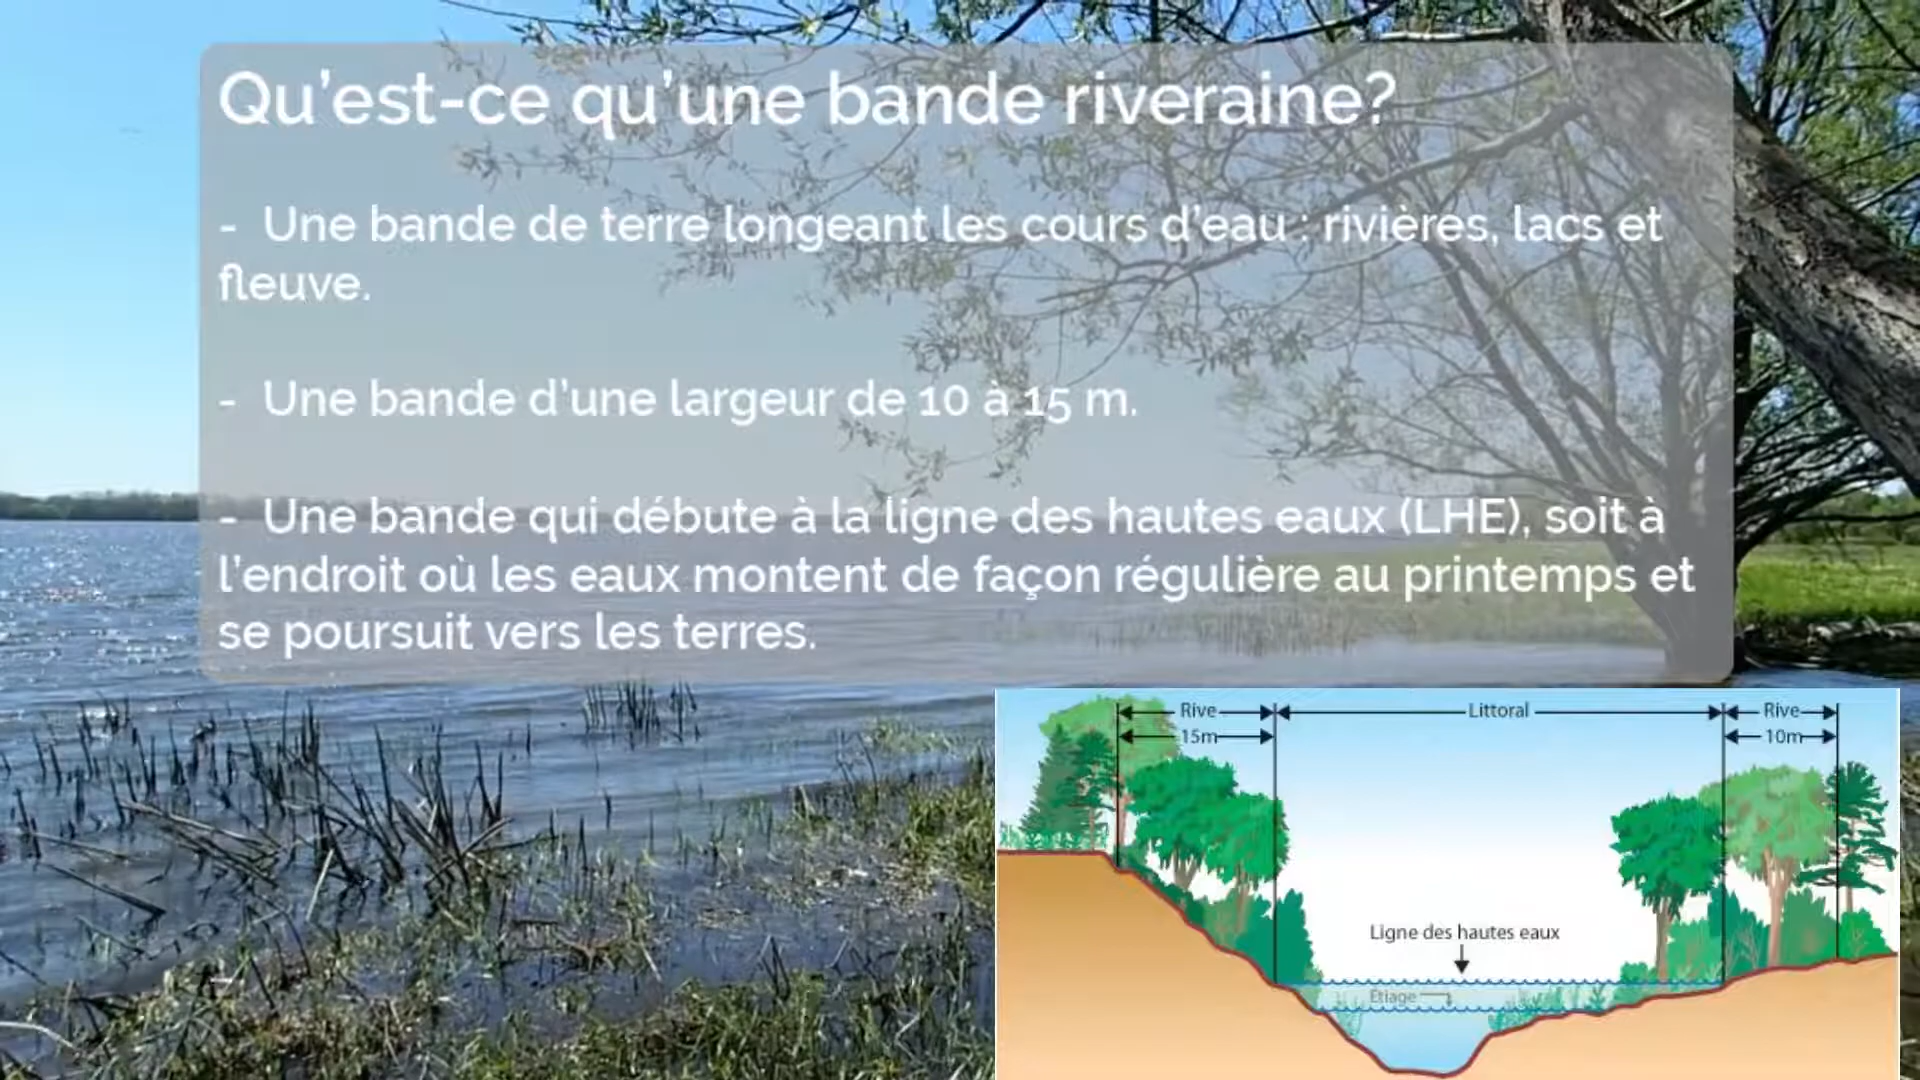 Qu'est-ce qu'une bande riveraine?
- Une bande de terre longeant les cours d'eau : rivières, lacs et
fleuve.
- Une bande d'une largeur de 10 à 15 m.
- Une bande qui débute à la ligne des hautes eaux (LHE), soit à
l'endroit où les eaux montent de façon régulière au printemps et
se poursuit vers les terres.
Rive Littoral Rive
15m 10m
Ligne des hautes eaux
Étiage